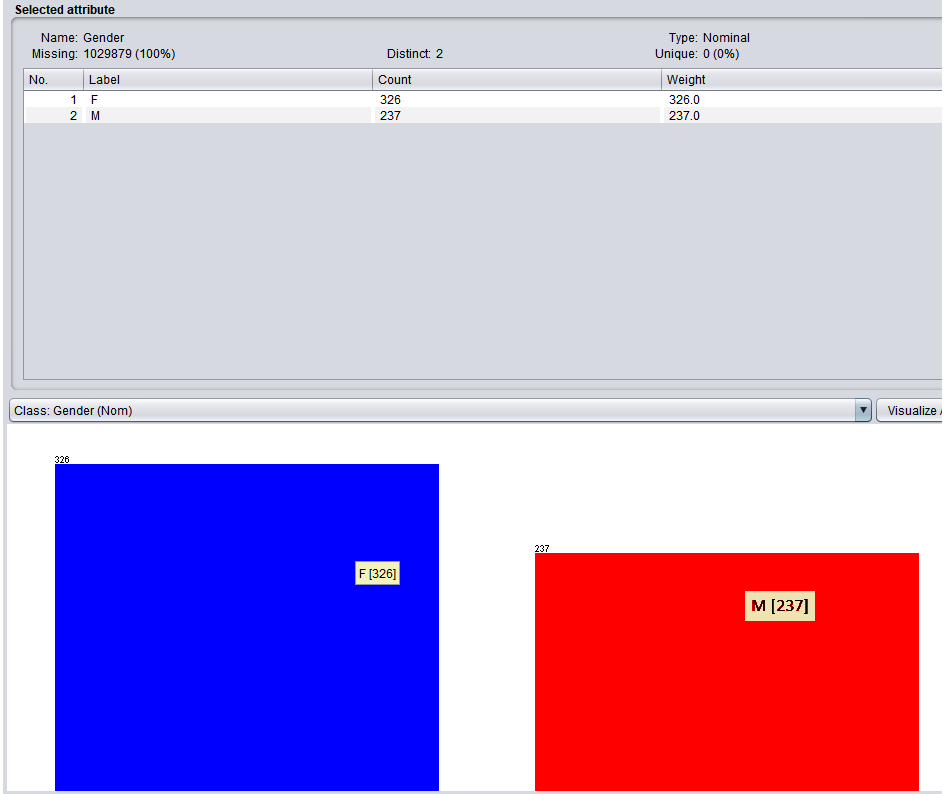 Selected attribute
Name: Gender Type: Nominal
Missing: 1029879 (100%) Distinct: 2 Unique: 0 (0%)
No. Label Count Weight
1 F 326 326.0
2 M 237 237.0
Class: Gender (Nom) Visualize
326
237
F [326]
M [237]